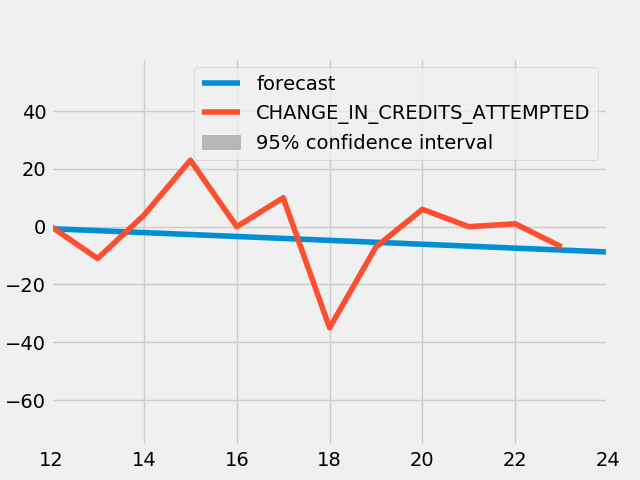 forecast
CHANGE_IN_CREDITS_ATTEMPTED
95% confidence interval
40
20
0
−20
−40
−60
12 14 16 18 20 22 24